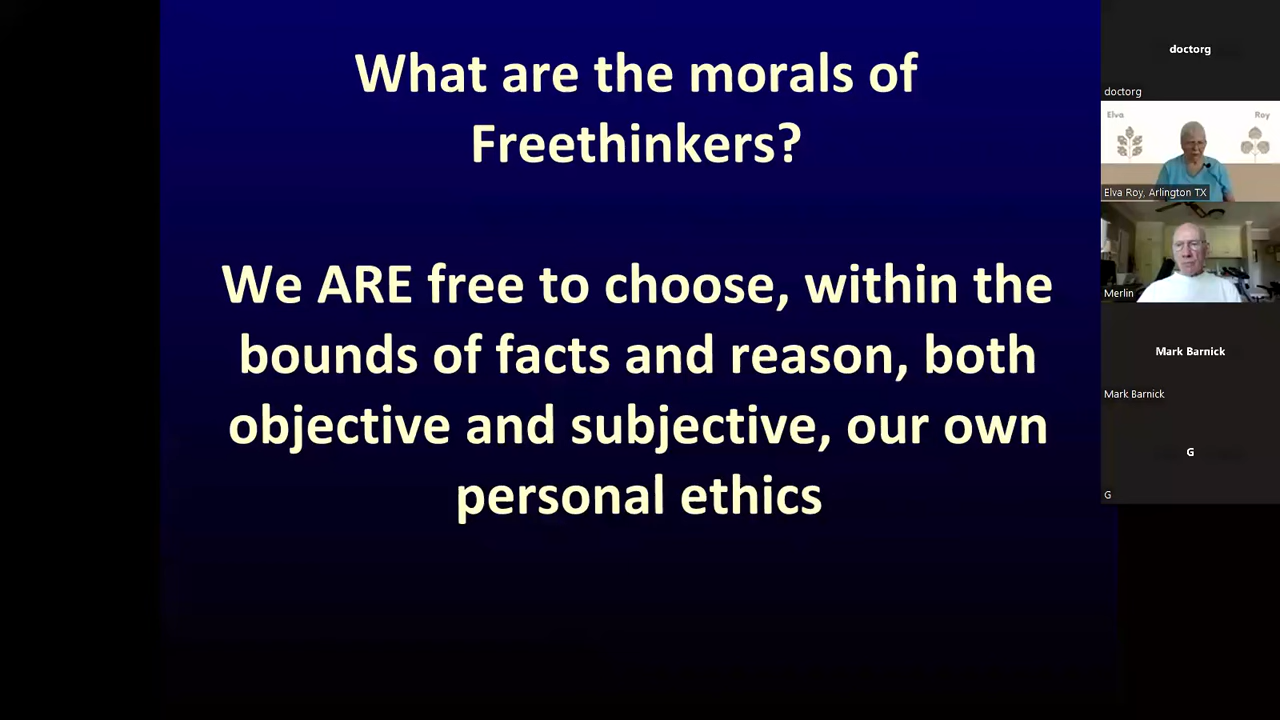 What are the morals of
Freethinkers?
We ARE free to choose, within the
bounds of facts and reason, both
objective and subjective, our own
personal ethics
doctorg
doctorg
Elva
Roy
Elva Roy, Arlington TX
Merlin
Mark Barnick
Mark Barnick
G
G